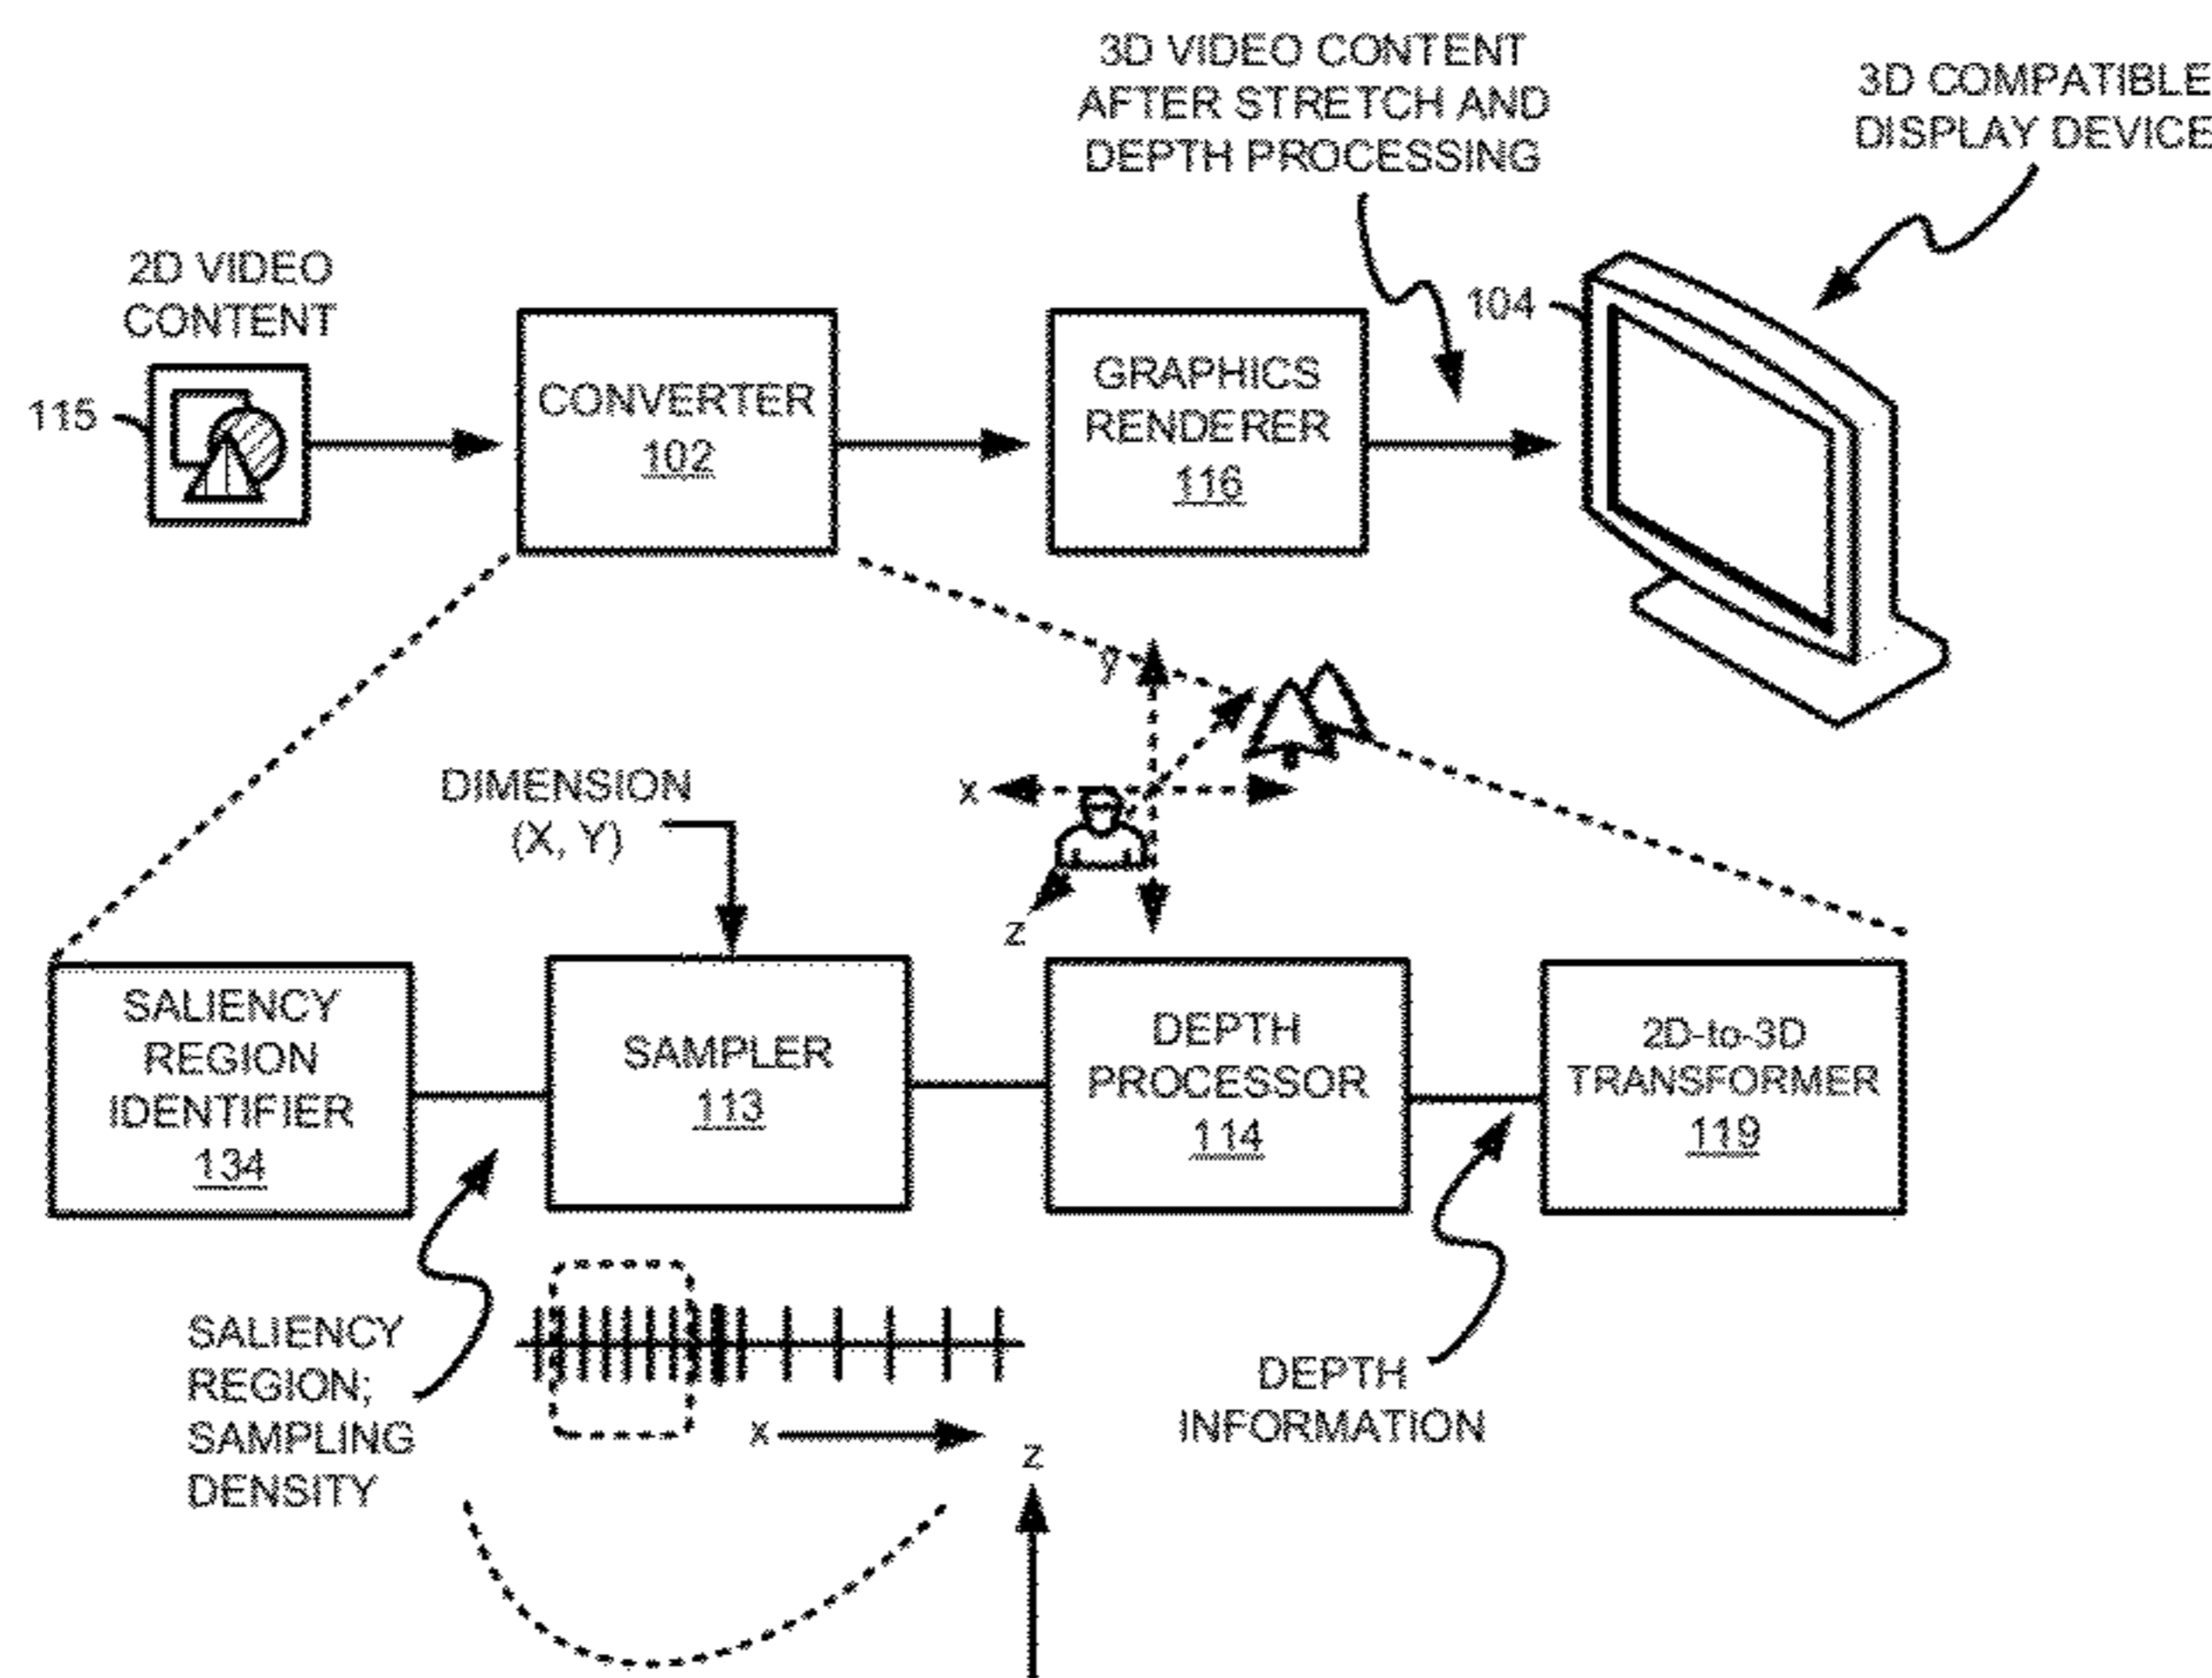 3D VIDEO CONTENT
AFTER STRETCH AND
DEPTH PROCESSING
3D COMPATIBLE
DISPLAY DEVICE
2D VIDEO
CONTENT
115
CONVERTER
102
GRAPHICS
RENDERER
116
104
y
x
z
DIMENSION
(X, Y)
SALIENCY
REGION
IDENTIFIER
134
SAMPLER
113
DEPTH
PROCESSOR
114
2D-to-3D
TRANSFORMER
119
SALIENCY
REGION;
SAMPLING
DENSITY
x
DEPTH
INFORMATION
z